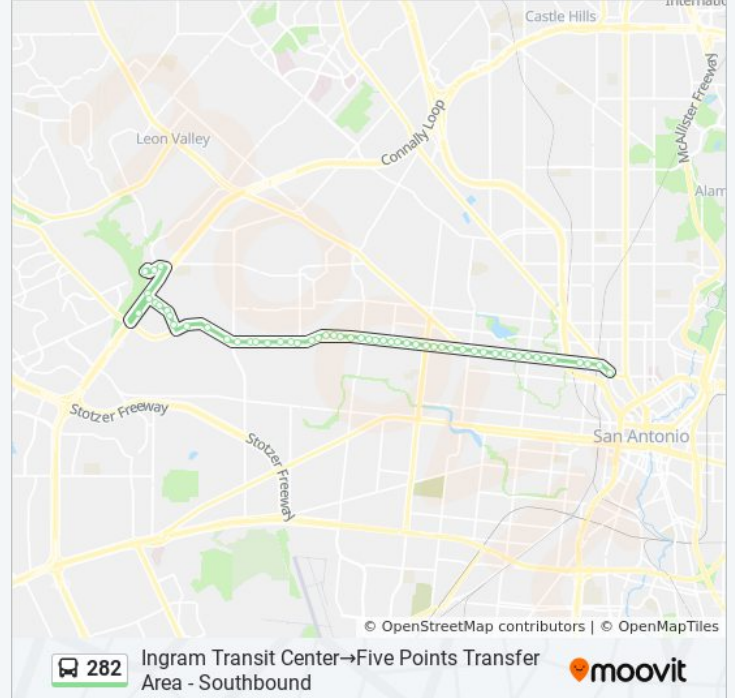 Internatio
Castle Hills
McAllister Freeway
Leon Valley
Connally Loop
Alam
Stotzer Freeway
Stotzer Freeway
San Antonio
© OpenStreetMap contributors | © OpenMapTiles
282
Ingram Transit Center→Five Points Transfer
Area - Southbound
moovit